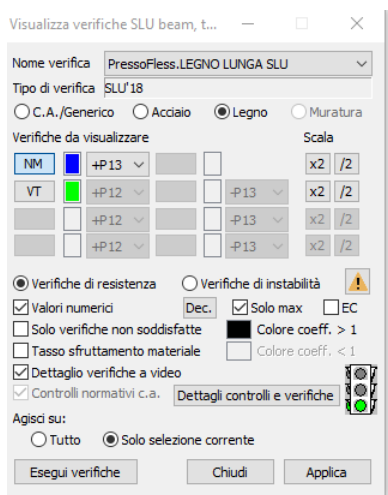 Visualizza verifiche SLU beam, t...
Nome verifica PressoFless.LEGNO LUNGA SLU
Tipo di verifica SLU'18
C.A./Generico Acciaio Legno Muratura
Verifiche da visualizzare Scala
NM +P13 x2 /2
VT +P12 -P13 x2 /2
+P12 -P13 x2 /2
+P12 -P13 x2 /2
Verifiche di resistenza Verifiche di instabilità
Valori numerici Dec. Solo max EC
Solo verifiche non soddisfatte Colore coeff. > 1
Tasso sfruttamento materiale Colore coeff. < 1
Dettaglio verifiche a video
Controlli normativi c.a. Dettagli controlli e verifiche
Agisci su:
Tutto Solo selezione corrente
Esegui verifiche Chiudi Applica